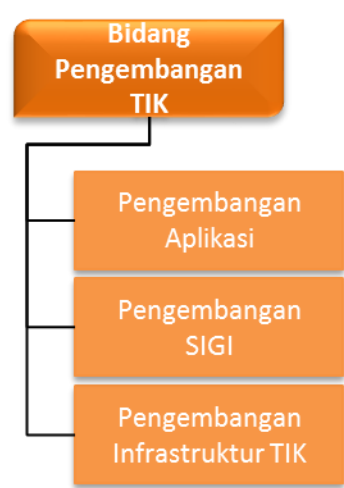 Bidang
Pengembangan
TIK
Pengembangan
Aplikasi
Pengembangan
SIGI
Pengembangan
Infrastruktur TIK